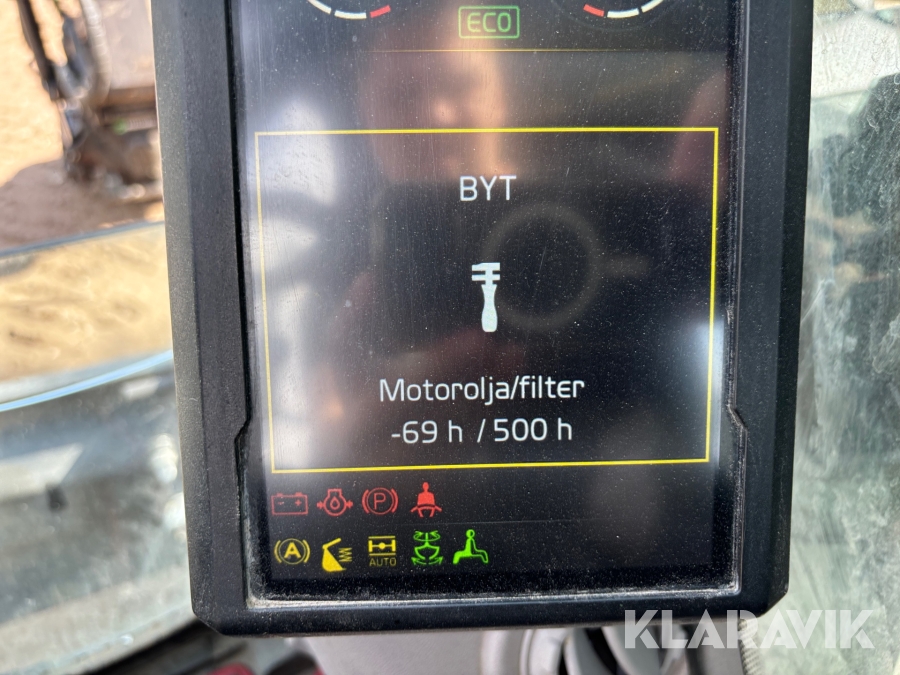 ECO
BYT
Motorolja/filter
-69 h / 500 h
P
A
AUTO
KLARAVIK